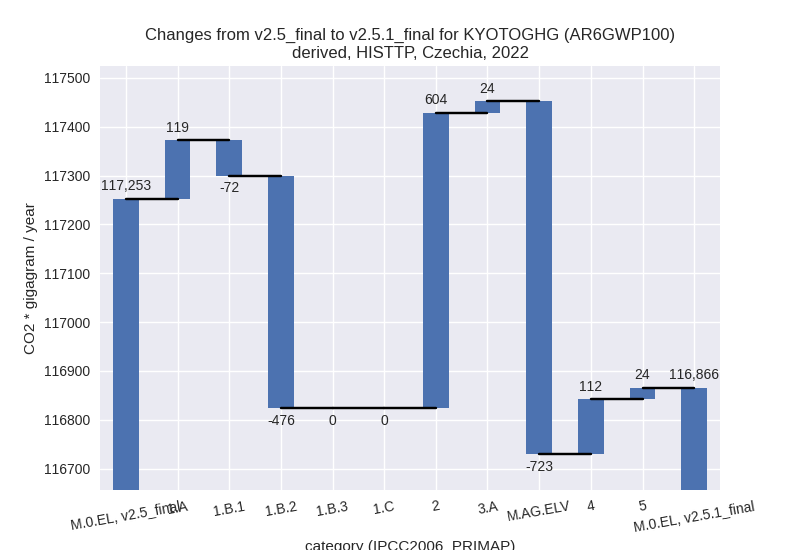 Changes from v2.5_final to v2.5.1_final for KYOTOGHG (AR6GWP100)
derived, HISTTP, Czechia, 2022
CO2 * gigagram / year
117500
117400
117300
117200
117100
117000
116900
116800
116700
117,253
119
-72
-476
0
0
604
24
-723
112
24
116,866
M.0.EL, v2.5_final
1.A
1.B.1
1.B.2
1.B.3
1.C
2
3.A
M.AG.ELV
4
5
M.0.EL, v2.5.1_final
category (IPCC2006_PRIMAP)